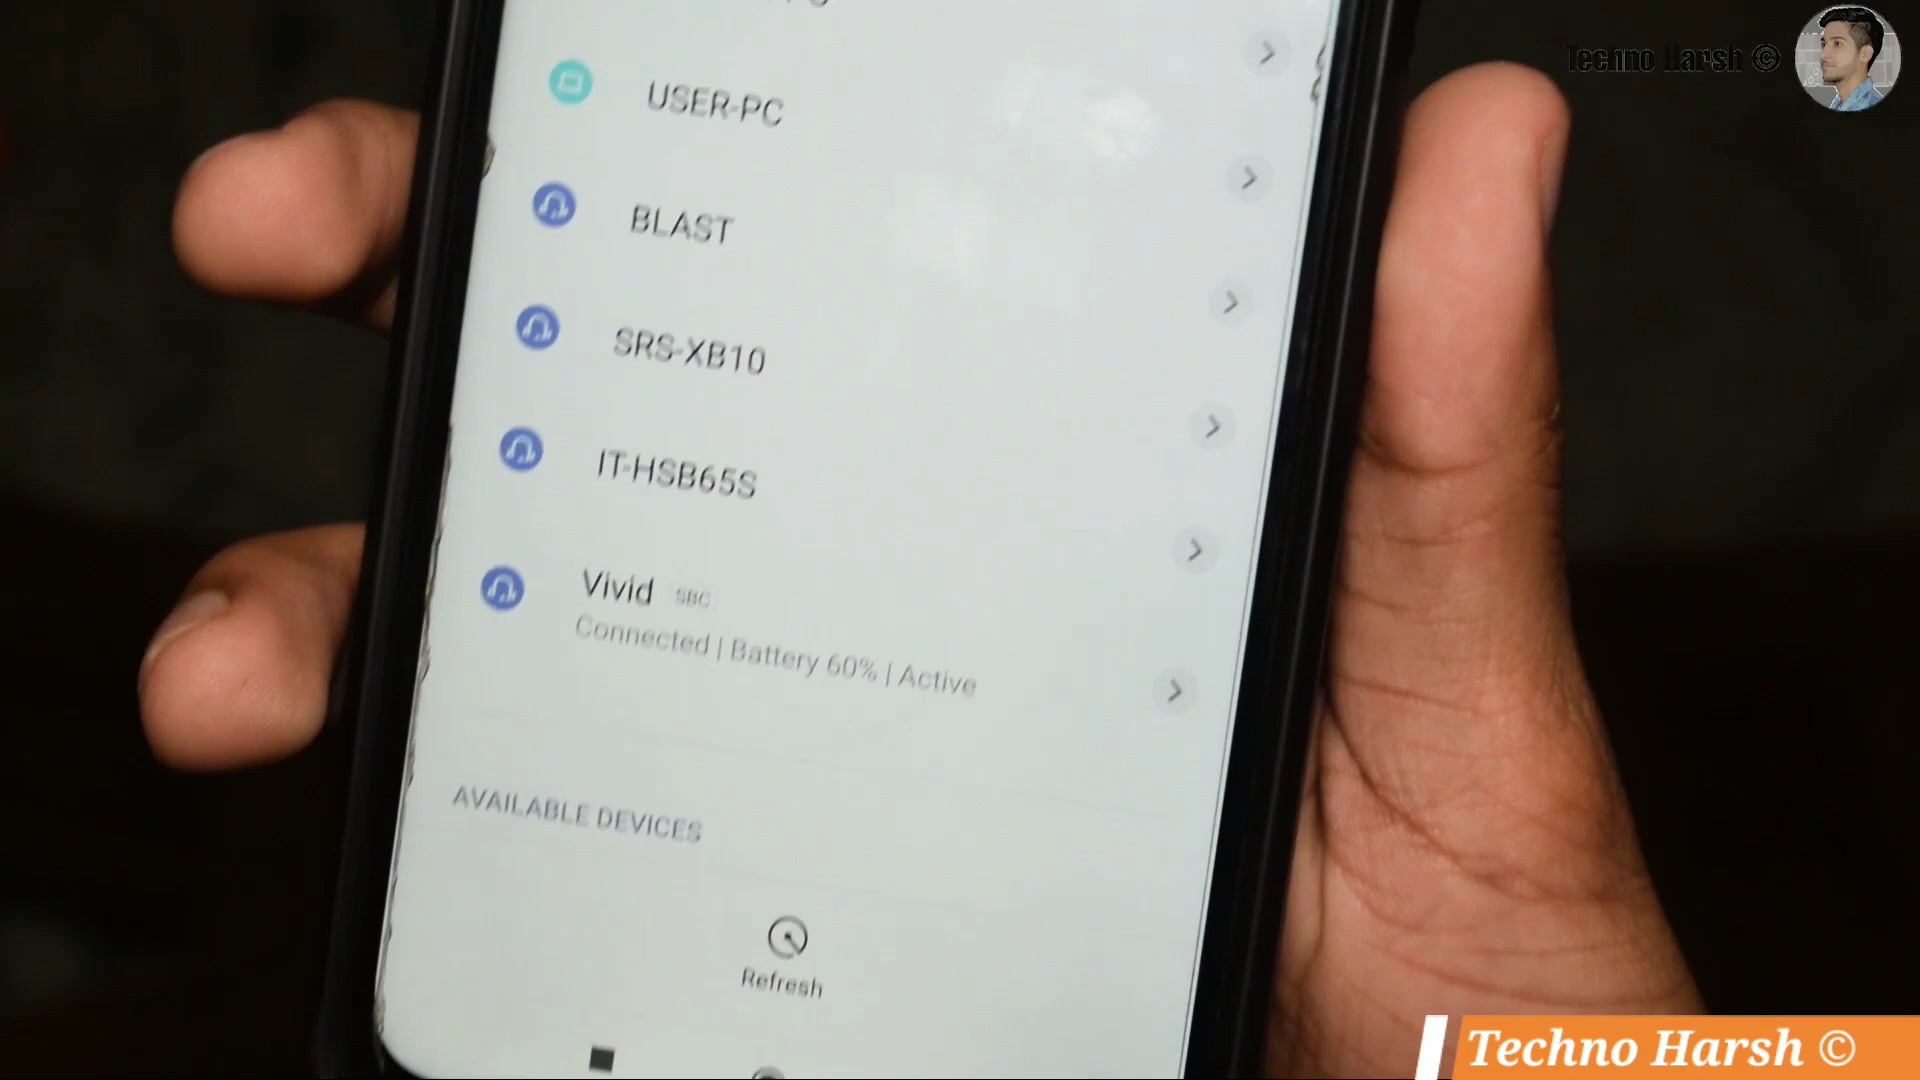 Techno Harsh ©
USER-PC
BLAST
SRS-XB10
IT-HSB65S
Vivid SBC
Connected | Battery 60% | Active
AVAILABLE DEVICES
Refresh
Techno Harsh ©